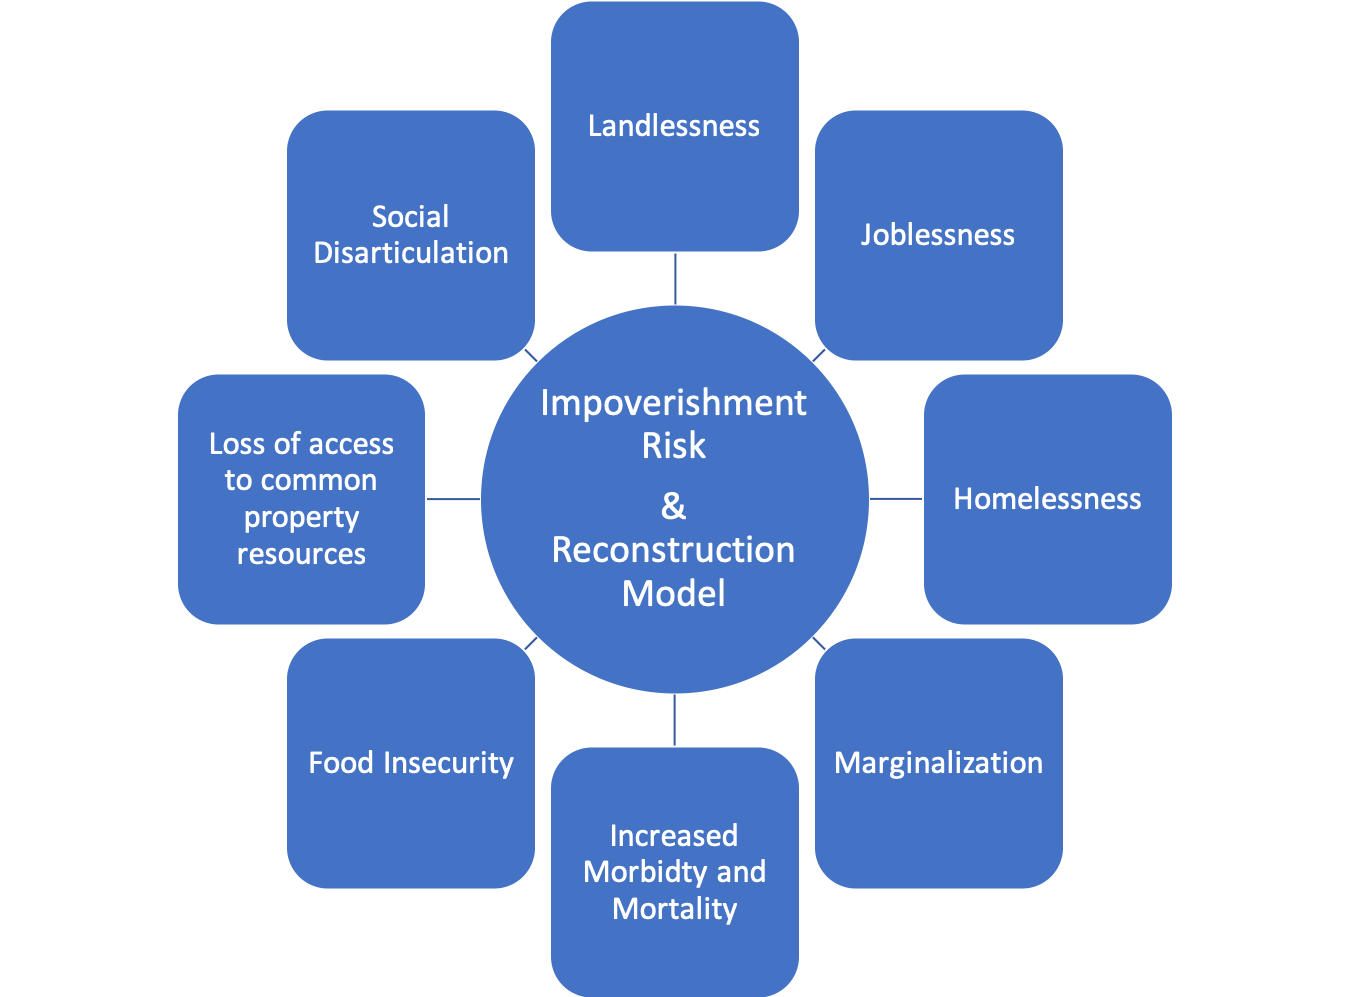 Landlessness
Joblessness
Homelessness
Marginalization
Increased
Morbidty and
Mortality
Food Insecurity
Loss of access
to common
property
resources
Social
Disarticulation
Impoverishment
Risk
&
Reconstruction
Model